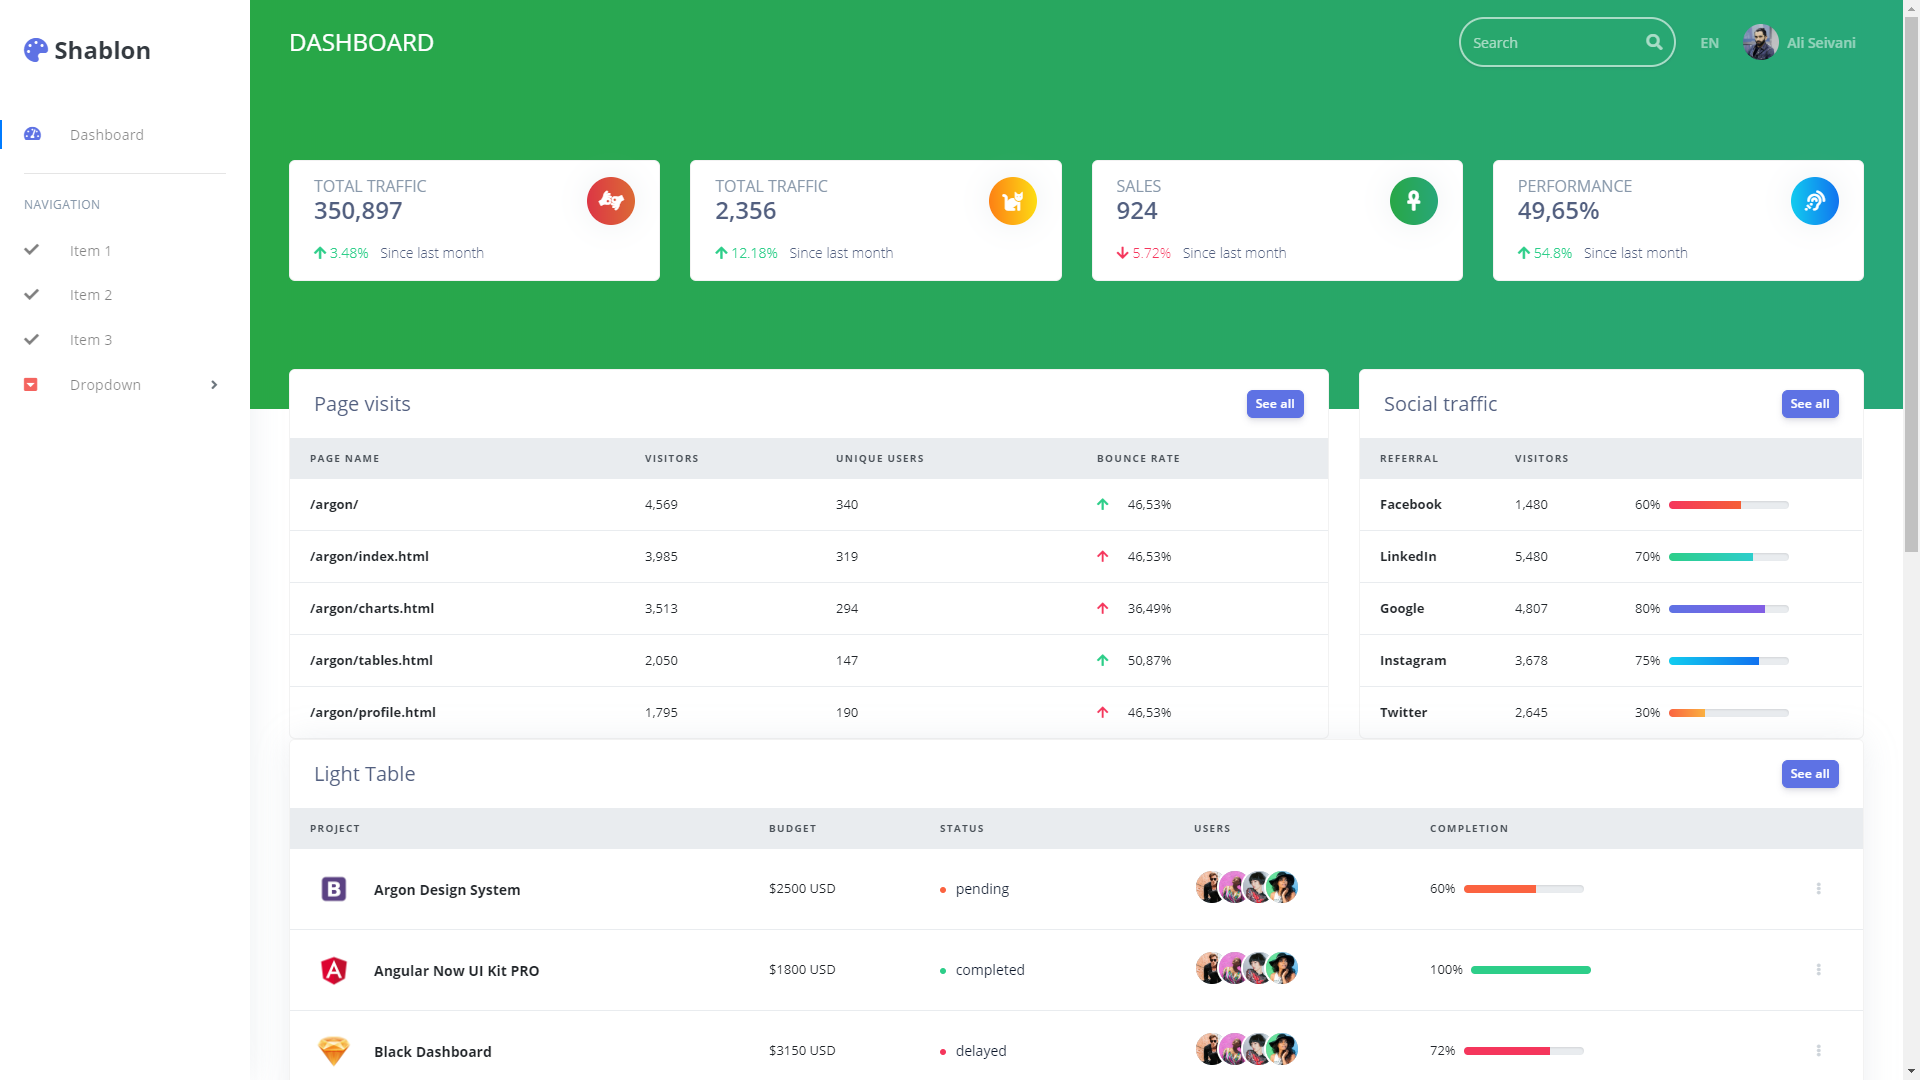 Shablon
Dashboard
NAVIGATION
Item 1
Item 2
Item 3
Dropdown
DASHBOARD
Search
EN
Ali Seivani
TOTAL TRAFFIC
350,897
3.48% Since last month
TOTAL TRAFFIC
2,356
12.18% Since last month
SALES
924
5.72% Since last month
PERFORMANCE
49,65%
54.8% Since last month
Page visits
See all
PAGE NAME VISITORS UNIQUE USERS BOUNCE RATE
/argon/ 4,569 340 46,53%
/argon/index.html 3,985 319 46,53%
/argon/charts.html 3,513 294 36,49%
/argon/tables.html 2,050 147 50,87%
/argon/profile.html 1,795 190 46,53%
Social traffic
See all
REFERRAL VISITORS
Facebook 1,480 60%
LinkedIn 5,480 70%
Google 4,807 80%
Instagram 3,678 75%
Twitter 2,645 30%
Light Table
See all
PROJECT BUDGET STATUS USERS COMPLETION
B Argon Design System $2500 USD pending 60%
A Angular Now UI Kit PRO $1800 USD completed 100%
Black Dashboard $3150 USD delayed 72%